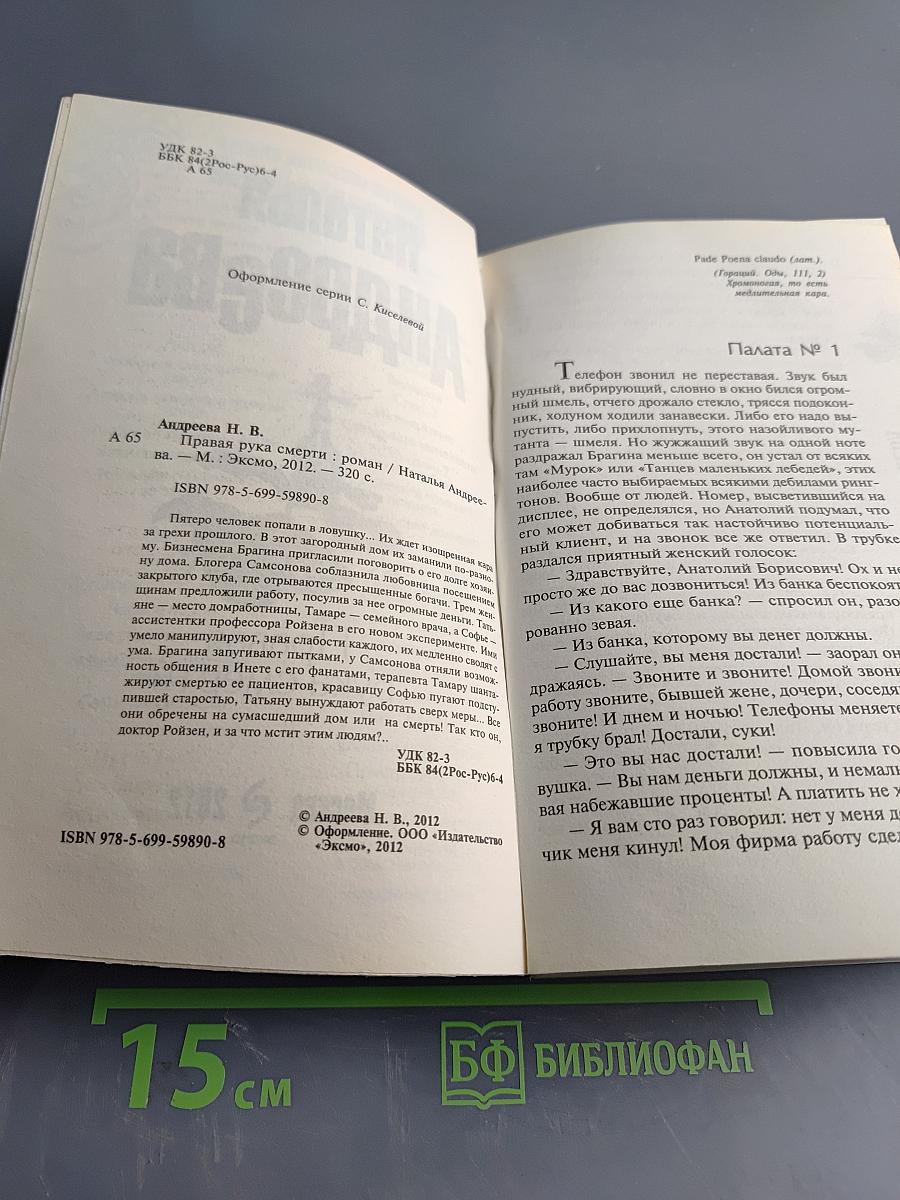 УДК 82-3
ББК 84(2Рос-Рус)6-4
А 65
Оформление серии С. Киселевой
Андреева Н. В.
А 65
Правая рука смерти : роман / Наталья Андрее-
ва. — М. : Эксмо, 2012. — 320 с.
ISBN 978-5-699-59890-8
Пятеро человек попали в ловушку... Их ждет изощренная кара
за грехи прошлого. В этот загородный дом их заманили по-разно-
му. Бизнесмена Брагина пригласили поговорить о его долге хозяи-
ну дома. Блогера Самсонова соблазнила любовница посещением
закрытого клуба, где отрываются пресыщенные богачи. Трем жен-
щинам предложили работу, посулив за нее огромные деньги. Тать-
яне — место домработницы, Тамаре — семейного врача, а Софье —
ассистентки профессора Ройзена в его новом эксперименте. Ими
умело манипулируют, зная слабости каждого, их медленно сводят с
ума. Брагина запугивают пытками, у Самсонова отняли возмож-
ность общения в Инете с его фанатами, терапевта Тамару шанта-
жируют смертью ее пациентов, красавицу Софью пугают подсту-
пившей старостью, Татьяну вынуждают работать сверх меры... Все
они обречены на сумасшедший дом или на смерть! Так кто он,
доктор Ройзен, и за что мстит этим людям?..
УДК 82-3
ББК 84(2Рос-Рус)6-4
© Андреева Н. В., 2012
© Оформление. ООО «Издательство
«Эксмо», 2012
ISBN 978-5-699-59890-8
Pade Poena claudo (лат.).
(Гораций. Оды, 111, 2)
Хромоногая, то есть
медлительная кара.
Палата № 1
Телефон звонил не переставая. Звук был
нудный, вибрирующий, словно в окно бился огром-
ный шмель, отчего дрожало стекло, трясся подокон-
ник, ходуном ходили занавески. Либо его надо вы-
пустить, либо прихлопнуть, этого назойливого му-
танта — шмеля. Но жужжащий звук на одной ноте
раздражал Брагина меньше всего, он устал от всяких
там «Мурок» или «Танцев маленьких лебедей», этих
наиболее часто выбираемых всякими дебилами ринг-
тонов. Вообще от людей. Номер, высветившийся на
дисплее, не определялся, но Анатолий подумал, что
его может добиваться так настойчиво потенциаль-
ный клиент, и на звонок все же ответил. В трубке
раздался приятный женский голосок:
— Здравствуйте, Анатолий Борисович! Ох и не
просто же до вас дозвониться! Из банка беспокоят
— Из какого еще банка? — спросил он, разо
рованно зевая.
— Из банка, которому вы денег должны.
— Слушайте, вы меня достали! — заорал он
дражаясь. — Звоните и звоните! Домой звони
работу звоните, бывшей жене, дочери, соседя
звоните! И днем и ночью! Телефоны меняете
я трубку брал! Достали, суки!
— Это вы нас достали! — повысила го
вушка. — Вы нам деньги должны, и немаль
вая набежавшие проценты! А платить не х
— Я вам сто раз говорил: нет у меня д
чик меня кинул! Моя фирма работу сдел
15 см
БФ БИБЛИОФАН